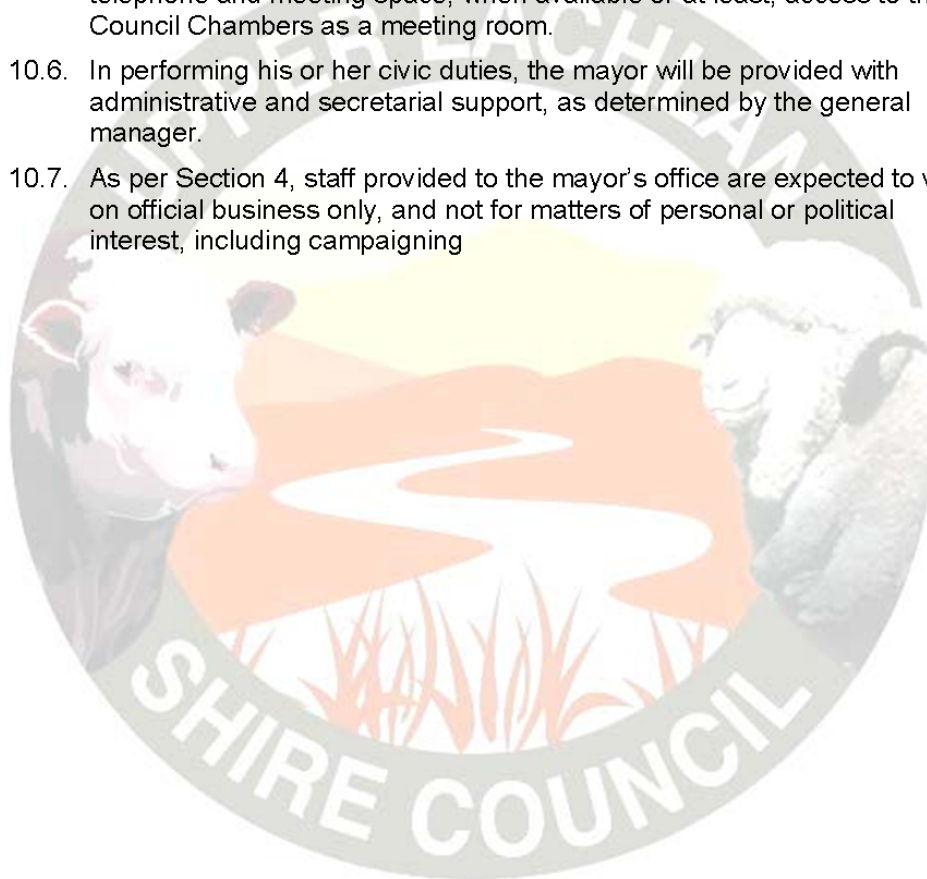 Council Chambers as a meeting room.
10.6. In performing his or her civic duties, the mayor will be provided with
administrative and secretarial support, as determined by the general
manager.
10.7. As per Section 4, staff provided to the mayor's office are expected to
on official business only, and not for matters of personal or political
interest, including campaigning
UPPER LACHLAN
SHIRE COUNCIL